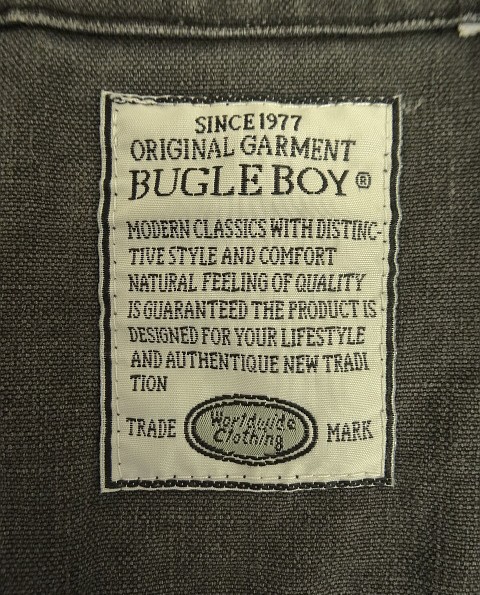 SINCE 1977
ORIGINAL GARMENT
BUGLE BOY ®
MODERN CLASSICS WITH DISTINC-
TIVE STYLE AND COMFORT
NATURAL FEELING OF QUALITY
IS GUARANTEED THE PRODUCT IS
DESIGNED FOR YOUR LIFESTYLE
AND AUTHENTIQUE NEW TRADI
TION
TRADE Worldwide MARK
Clothing